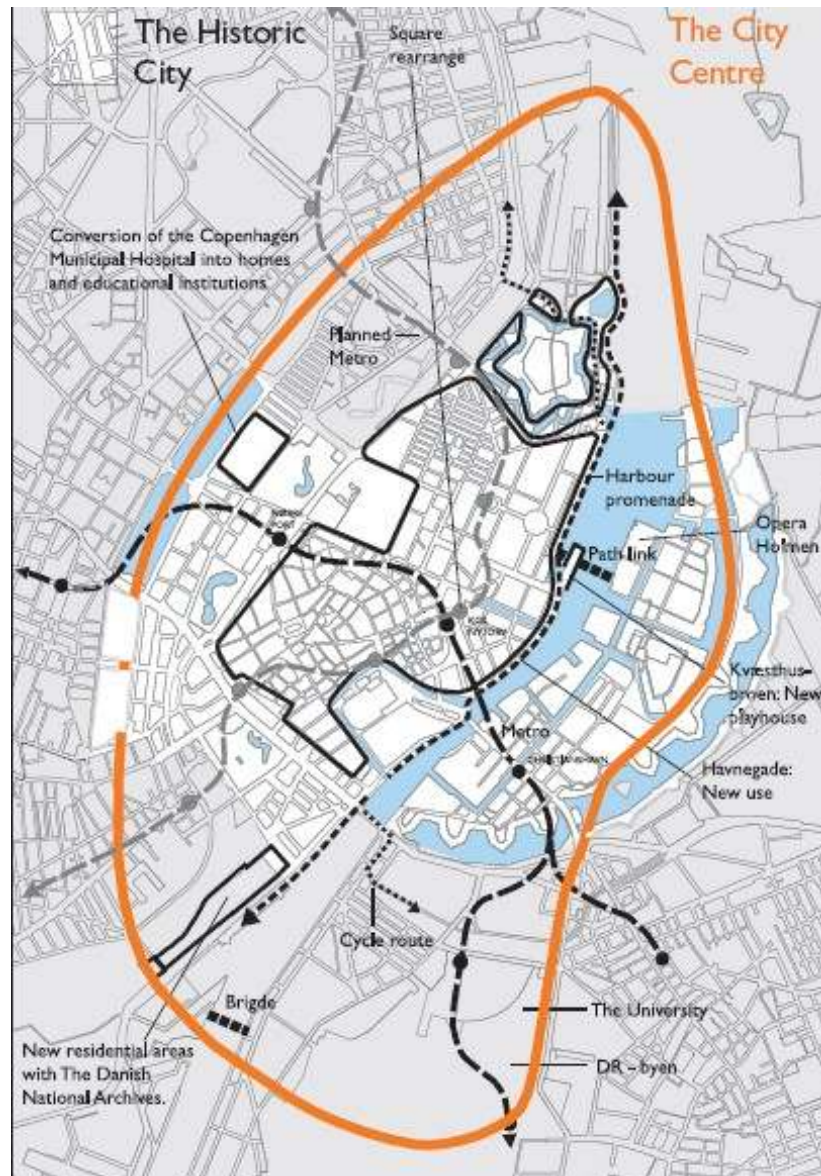 The Historic
City
Square
rearrange
The City
Centre
Conversion of the Copenhagen
Municipal Hospital into homes
and educational institutions
Planned
Metro
Harbour
promenade
Opera
Holmen
Path link
Kvæsthus-
broen: New
playhouse
Metro
Havnegade:
New use
Cycle route
Brigde
The University
New residential areas
with The Danish
National Archives.
DR - byen